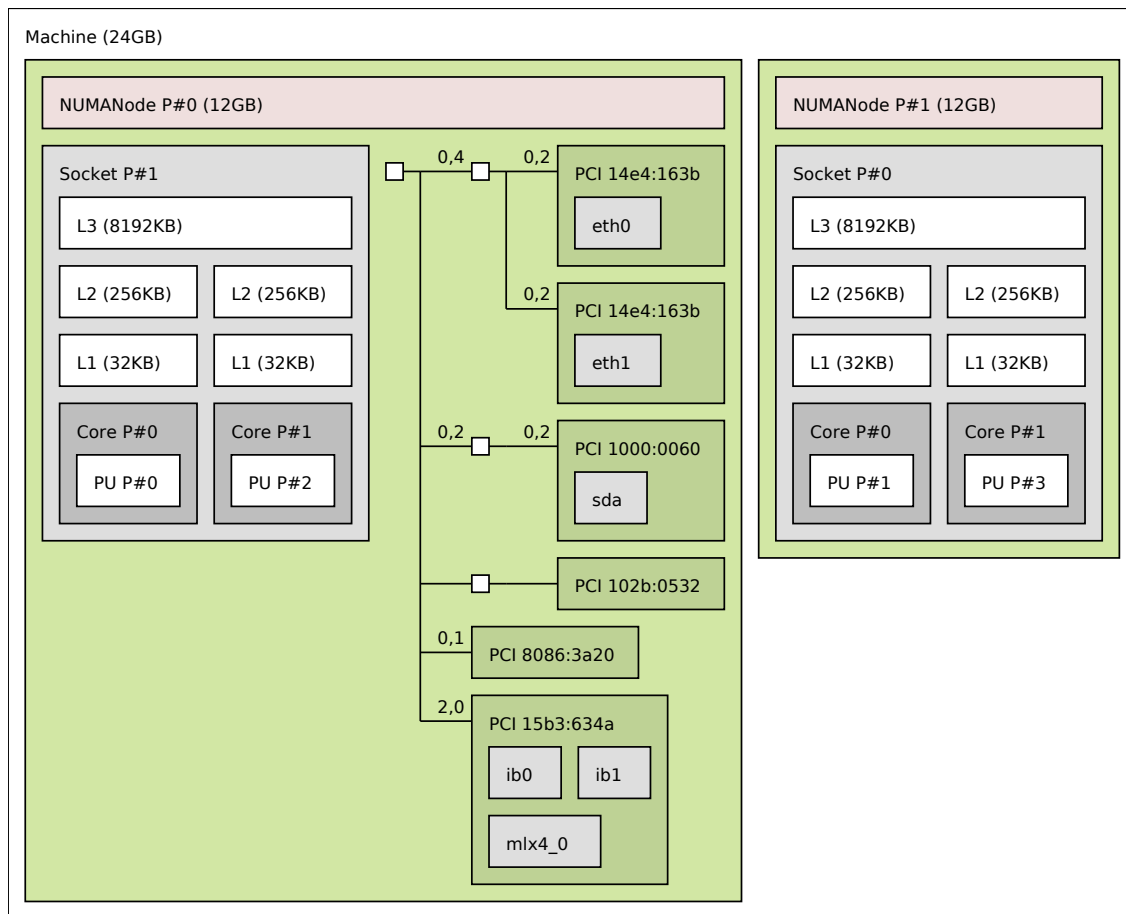 Machine (24GB)
NUMANode P#0 (12GB)
Socket P#1
L3 (8192KB)
L2 (256KB)
L2 (256KB)
L1 (32KB)
L1 (32KB)
Core P#0
PU P#0
Core P#1
PU P#2
0,4
0,2
PCI 14e4:163b
eth0
0,2
PCI 14e4:163b
eth1
0,2
0,2
PCI 1000:0060
sda
PCI 102b:0532
0,1
PCI 8086:3a20
2,0
PCI 15b3:634a
ib0
ib1
mlx4_0
NUMANode P#1 (12GB)
Socket P#0
L3 (8192KB)
L2 (256KB)
L2 (256KB)
L1 (32KB)
L1 (32KB)
Core P#0
PU P#1
Core P#1
PU P#3